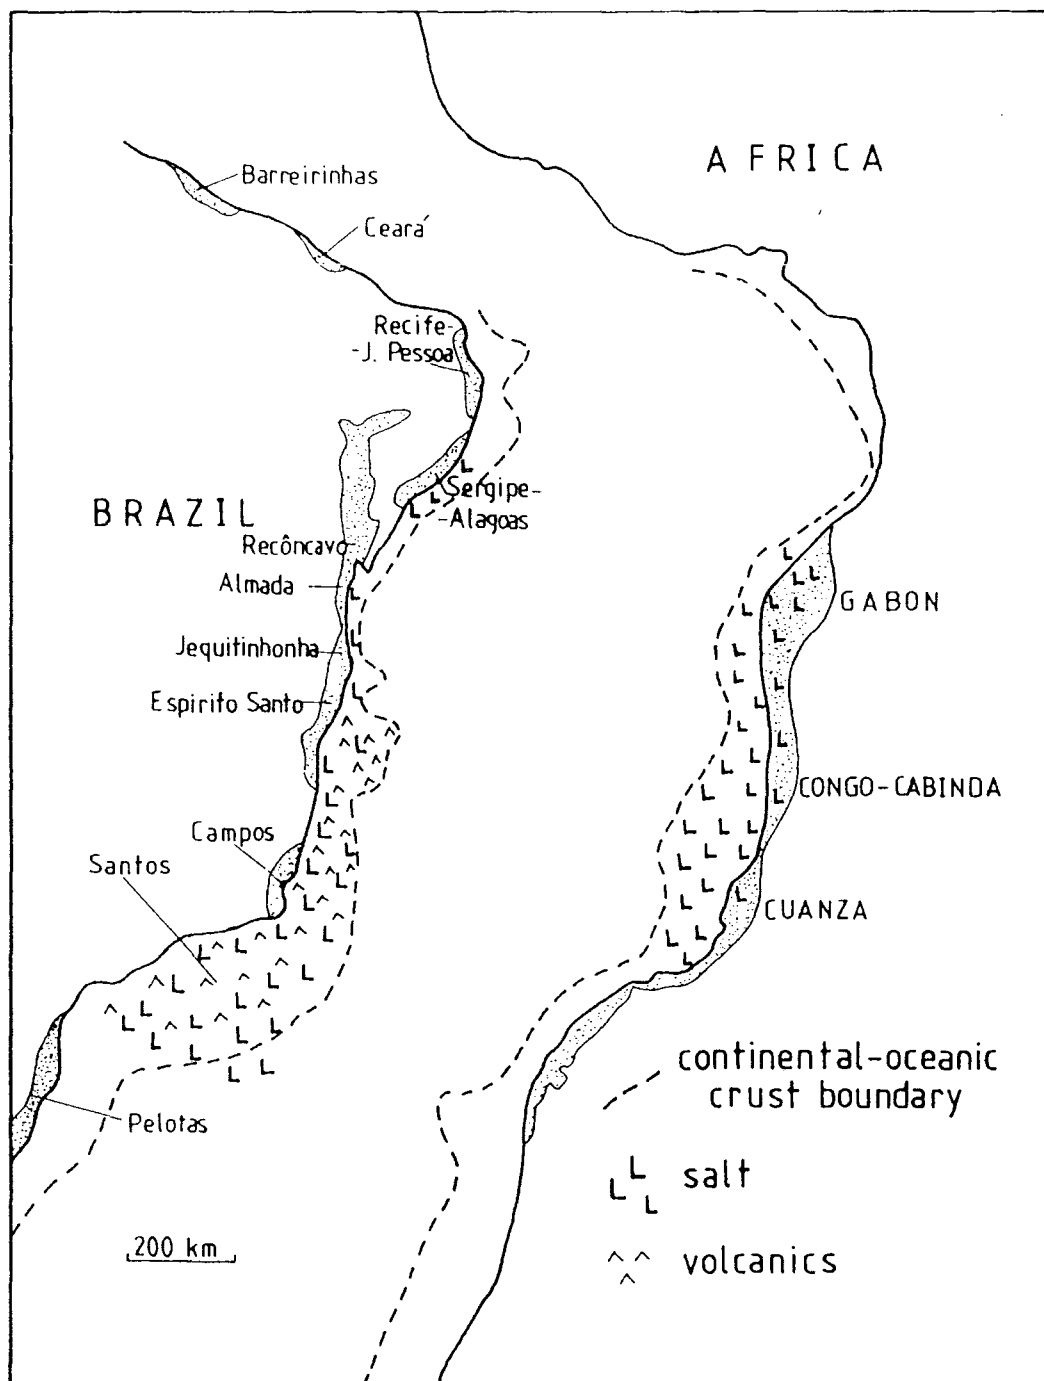 AFRICA
Barreirinhas
Ceará
Recife-
-J. Pessoa
BRAZIL
Sergipe-
-Alagoas
Recôncavo
Almada
GABON
Jequitinhonha
Espirito Santo
CONGO-CABINDA
Campos
Santos
CUANZA
continental-oceanic
crust boundary
Pelotas
salt
200 km
volcanics